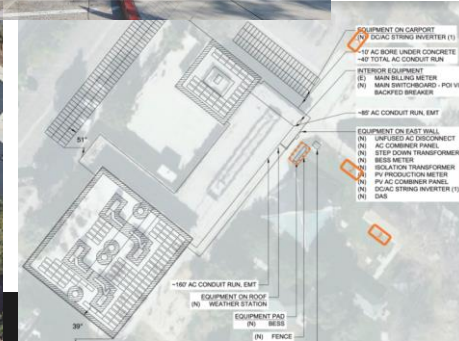 EQUIPMENT ON CARPORT
(N) DC/AC STRING INVERTER (1)
~10' AC BORE UNDER CONCRETE
~40' TOTAL AC CONDUIT RUN
INTERIOR EQUIPMENT
(E) MAIN BILLING METER
(N) MAIN SWITCHBOARD - POI VI
BACKFED BREAKER
~85' AC CONDUIT RUN, EMT
EQUIPMENT ON EAST WALL
(N) UNFUSED AC DISCONNECT
(N) AC COMBINER PANEL
(N) STEP DOWN TRANSFORMER
(N) BESS METER
ISOLATION TRANSFORMER
(N) PV PRODUCTION METER
(N) PV AC COMBINER PANEL
(N) DC/AC STRING INVERTER (1)
(N) DAS
51°
~160' AC CONDUIT RUN, EMT
EQUIPMENT ON ROOF
(N) WEATHER STATION
EQUIPMENT PAD
(N) BESS
39°
(N) FENCE